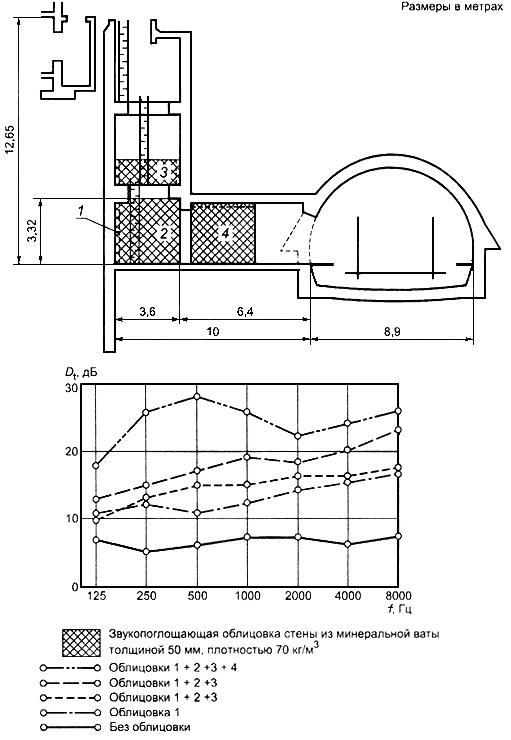 Размеры в метрах
12,65
3,32
1
3
2
4
3,6
6,4
10
8,9
Dt, дБ
30
20
10
0
125
250
500
1000
2000
4000
8000
f, Гц
Звукопоглощающая облицовка стены из минеральной ваты
толщиной 50 мм, плотностью 70 кг/м³
Облицовки 1 + 2 +3 + 4
Облицовки 1 + 2 +3
Облицовки 1 + 2 +3
Облицовка 1
Без облицовки